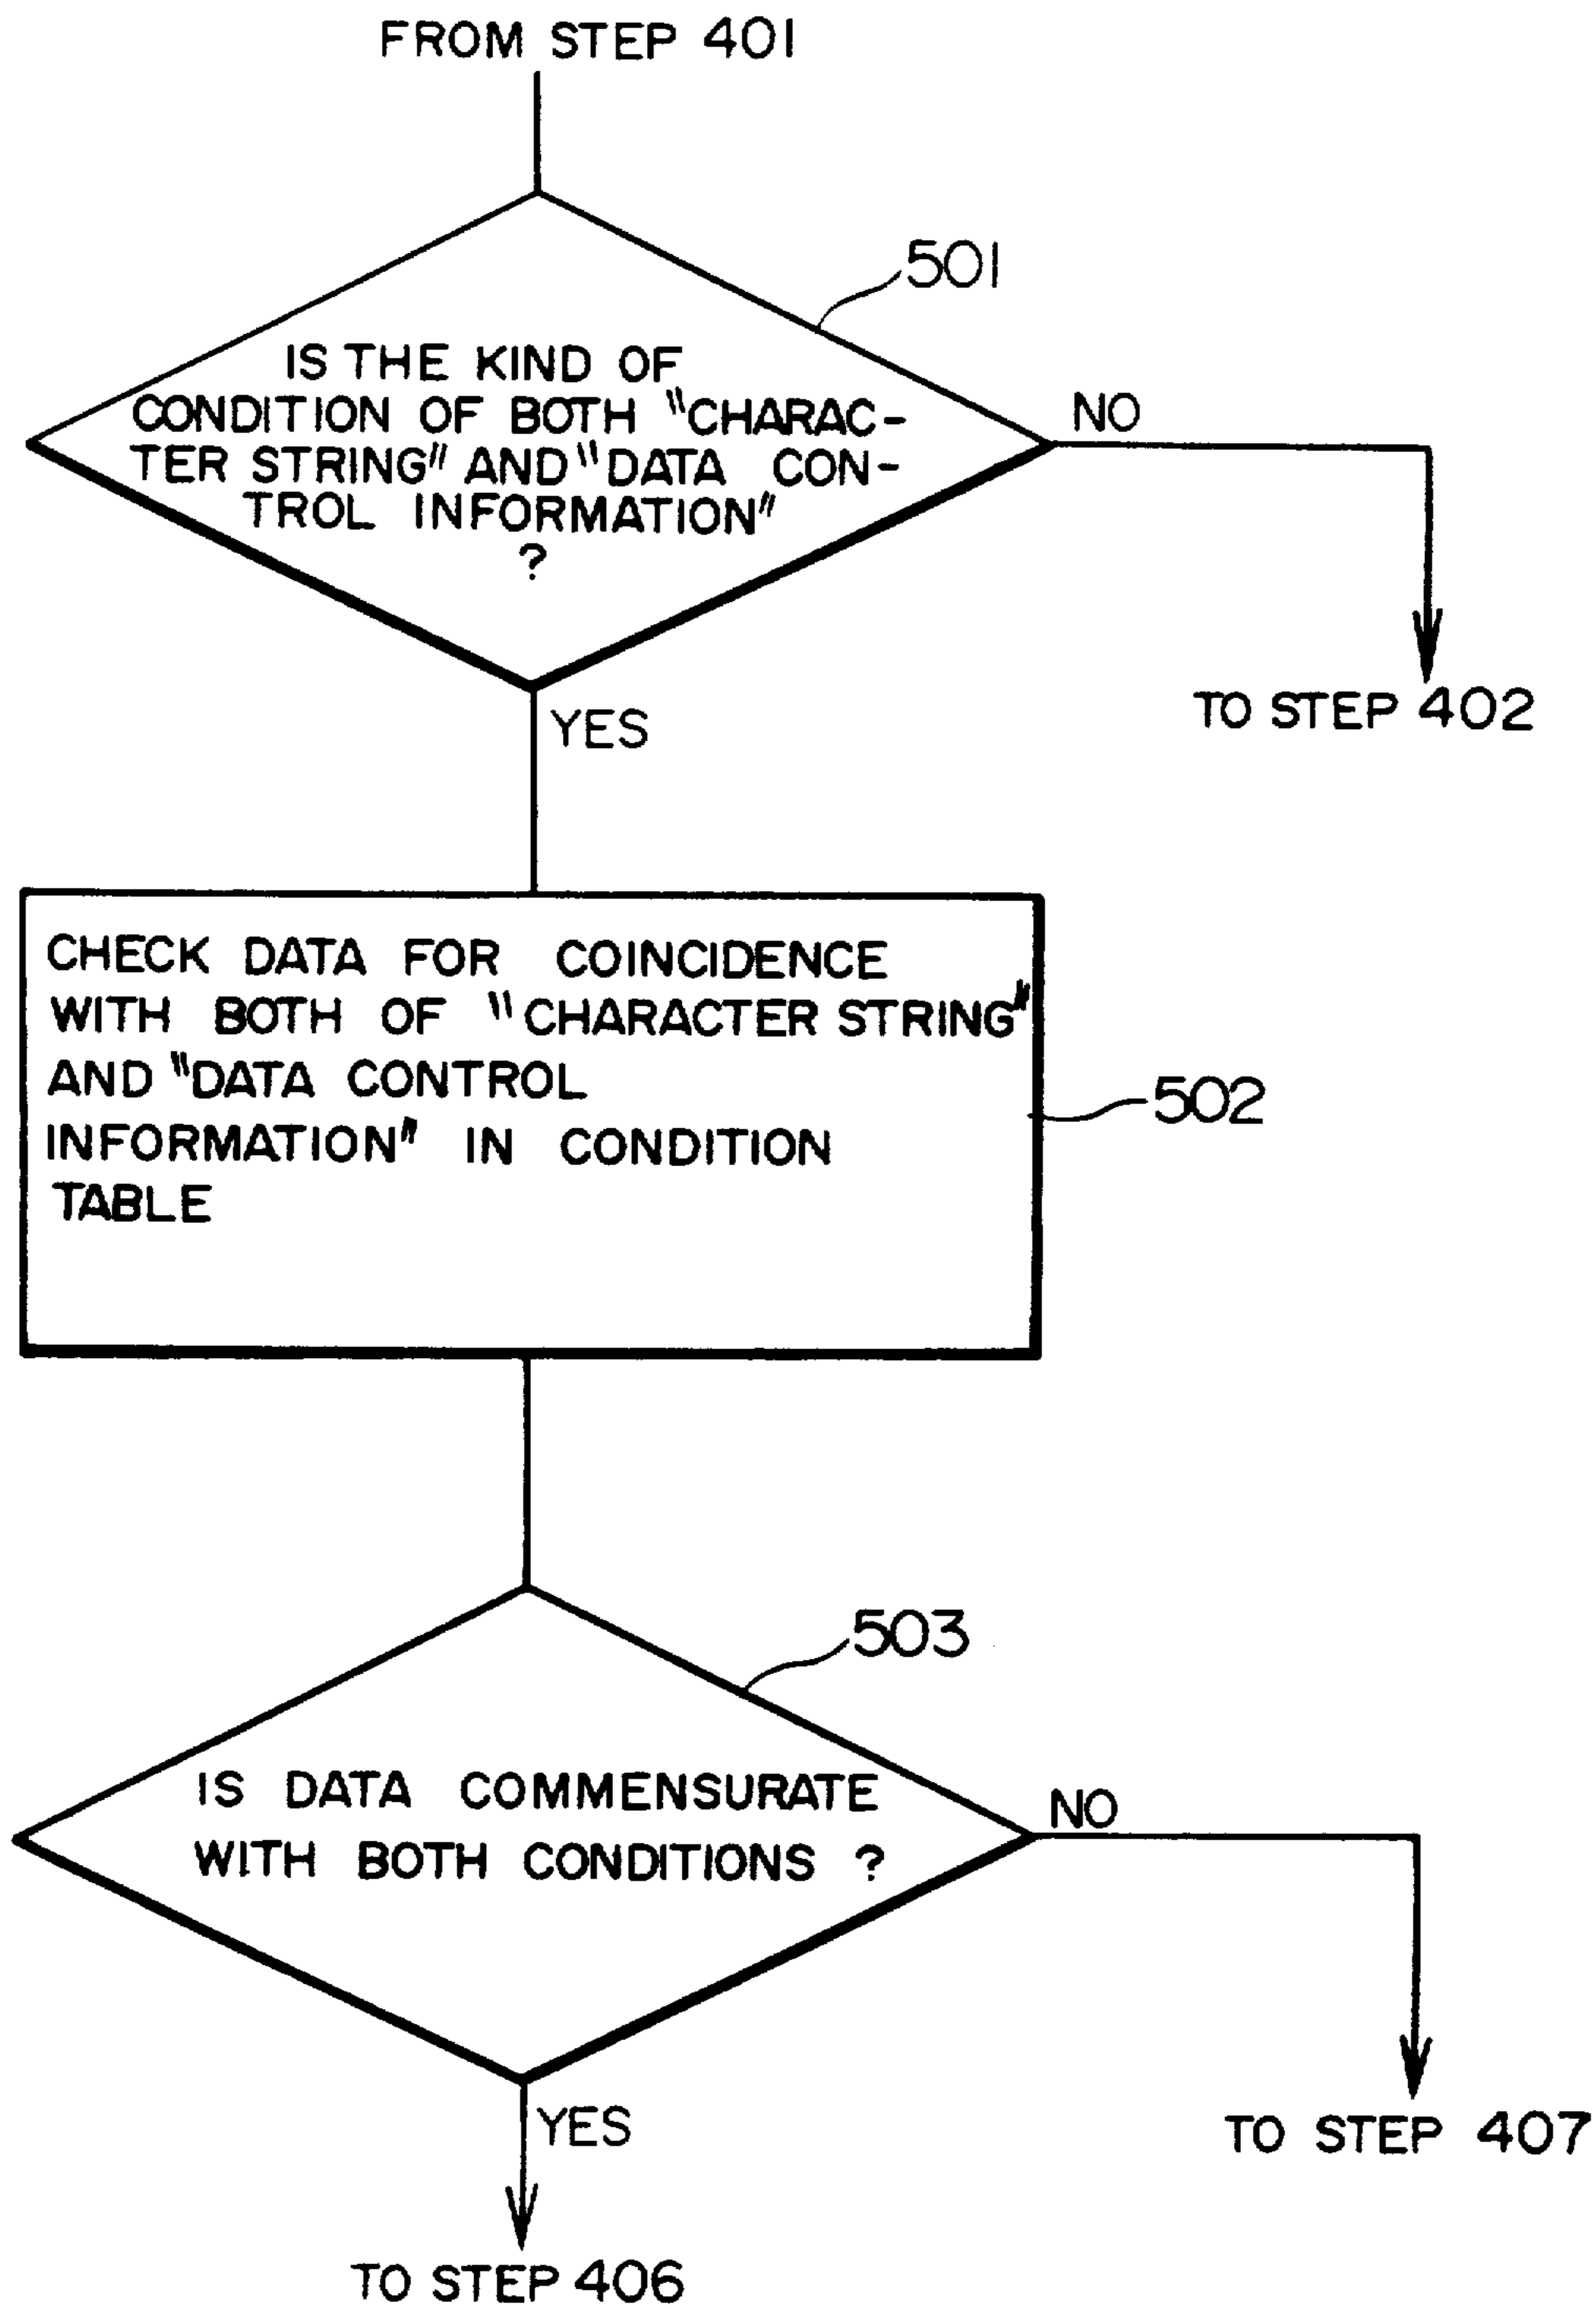 FROM STEP 401
501
IS THE KIND OF
CONDITION OF BOTH "CHARAC-
TER STRING" AND "DATA CON-
TROL INFORMATION"
?
NO
TO STEP 402
YES
CHECK DATA FOR COINCIDENCE
WITH BOTH OF "CHARACTER STRING"
AND "DATA CONTROL
INFORMATION" IN CONDITION
TABLE
502
503
IS DATA COMMENSURATE
WITH BOTH CONDITIONS ?
NO
TO STEP 407
YES
TO STEP 406